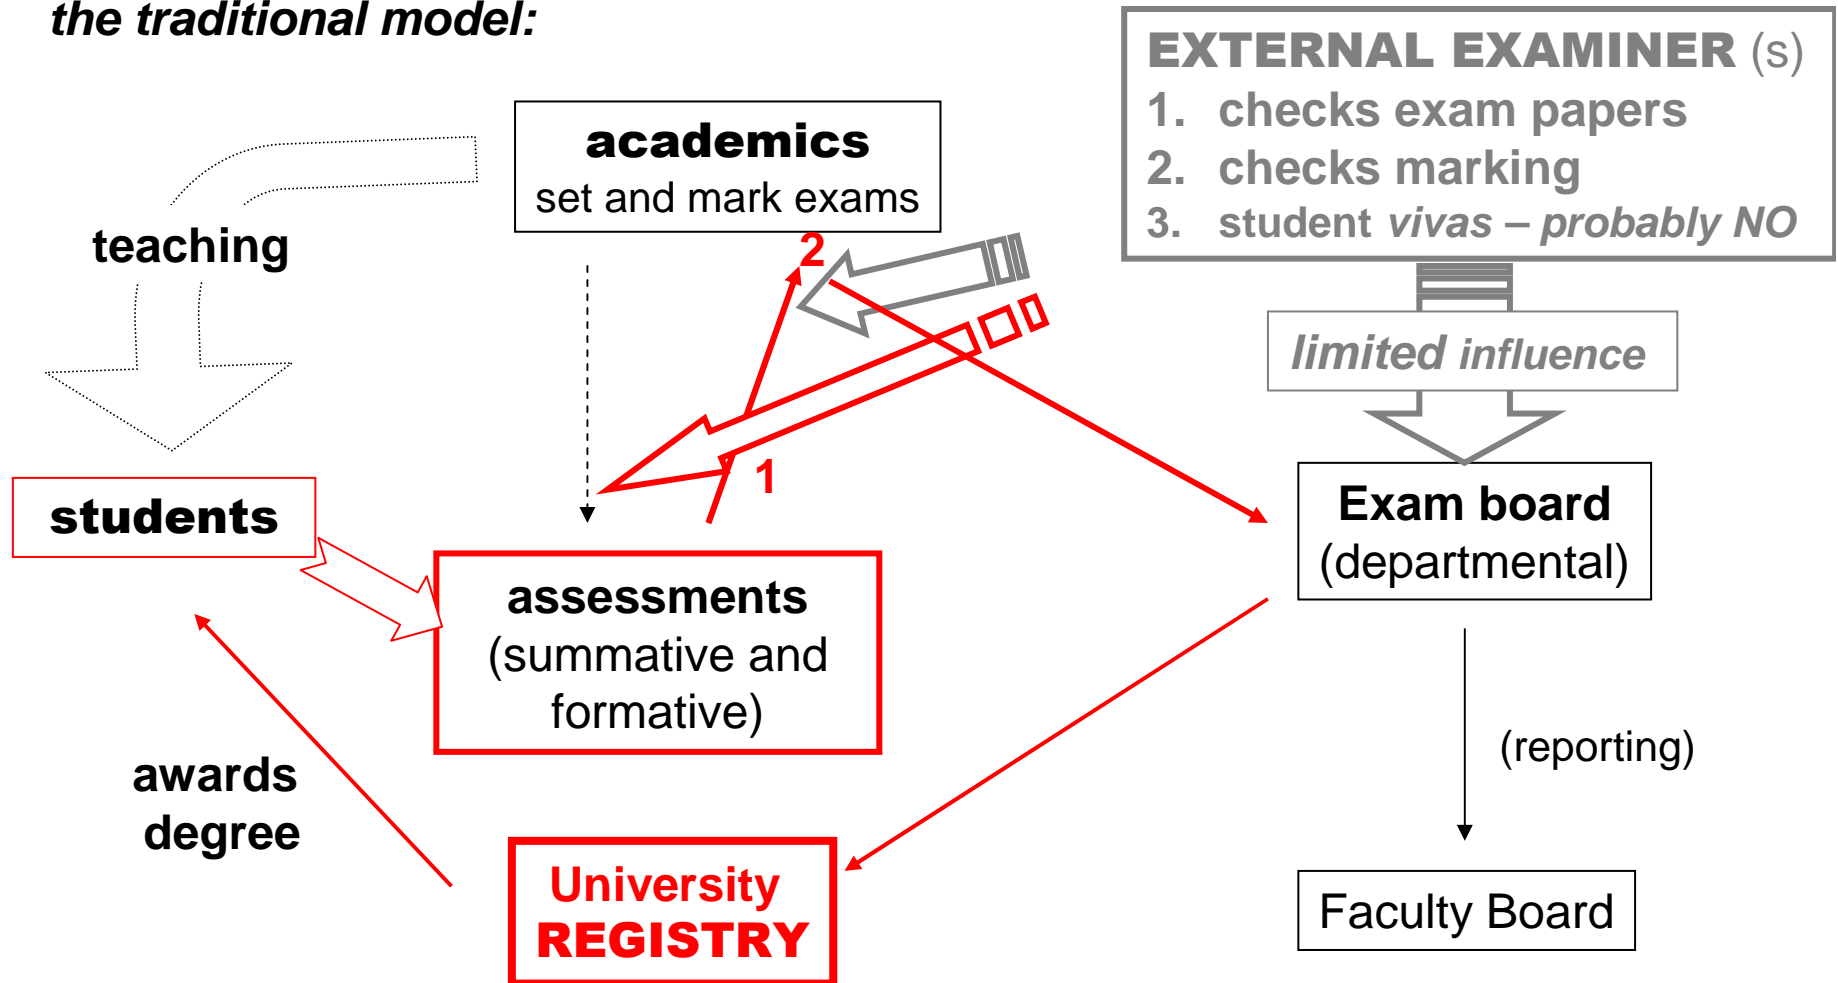 the traditional model:
EXTERNAL EXAMINER (s)
1. checks exam papers
2. checks marking
3. student vivas – probably NO
academics
set and mark exams
teaching
2
limited influence
1
students
Exam board
(departmental)
assessments
(summative and
formative)
(reporting)
awards
degree
University
REGISTRY
Faculty Board